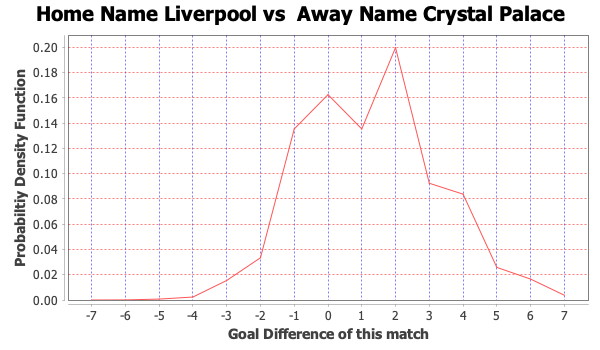 Home Name Liverpool vs  Away Name Crystal Palace
Probabiltiy Density Function
0.20
0.18
0.16
0.14
0.12
0.10
0.08
0.06
0.04
0.02
0.00
-7 -6 -5 -4 -3 -2 -1 0 1 2 3 4 5 6 7
Goal Difference of this match